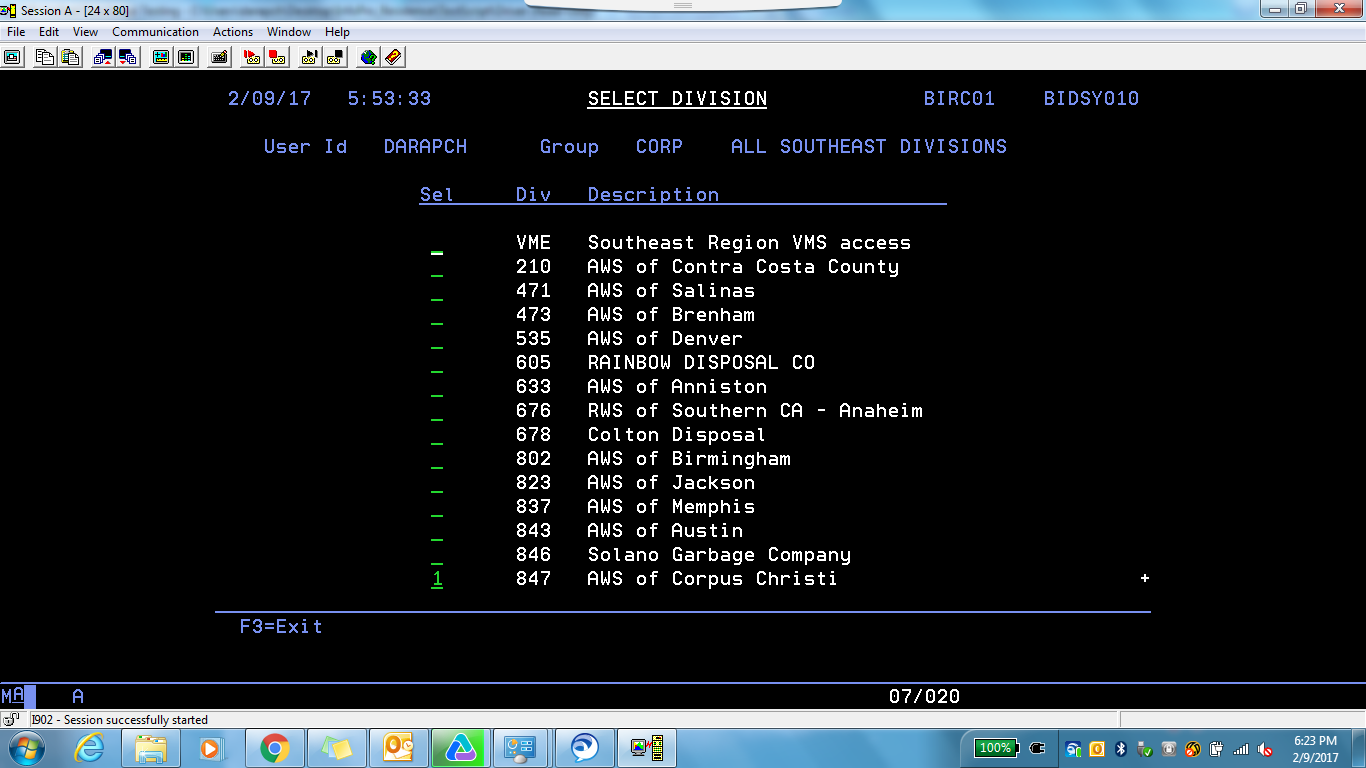 Session A - [24 x 80]
File Edit View Communication Actions Window Help
2/09/17 5:53:33 SELECT DIVISION BIRC01 BIDSY010
User Id DARAPCH Group CORP ALL SOUTHEAST DIVISIONS
Sel Div Description
_ VME Southeast Region VMS access
_ 210 AWS of Contra Costa County
_ 471 AWS of Salinas
_ 473 AWS of Brenham
_ 535 AWS of Denver
_ 605 RAINBOW DISPOSAL CO
_ 633 AWS of Anniston
_ 676 RWS of Southern CA - Anaheim
_ 678 Colton Disposal
_ 802 AWS of Birmingham
_ 823 AWS of Jackson
_ 837 AWS of Memphis
_ 843 AWS of Austin
_ 846 Solano Garbage Company
1 847 AWS of Corpus Christi +
F3=Exit
MA A 07/020
I902 - Session successfully started
100% 6:23 PM
2/9/2017